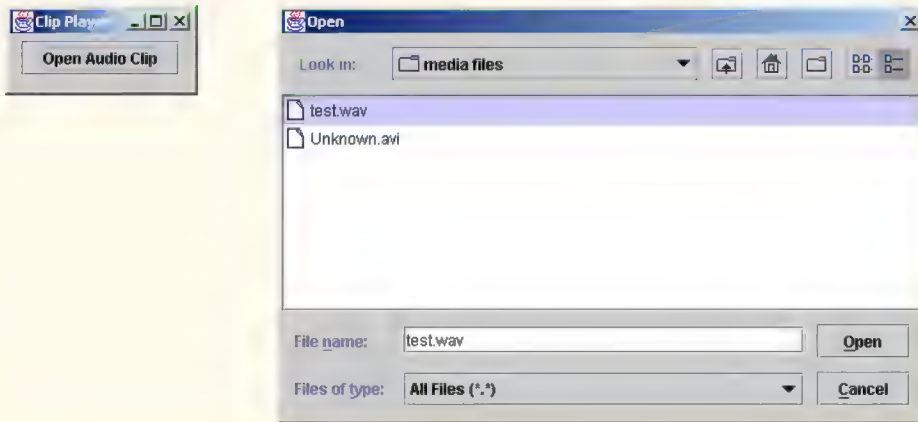 Clip Player
Open Audio Clip
Open
Look in:
media files
test.wav
Unknown.avi
File name:
test.wav
Open
Files of type:
All Files (*.*)
Cancel